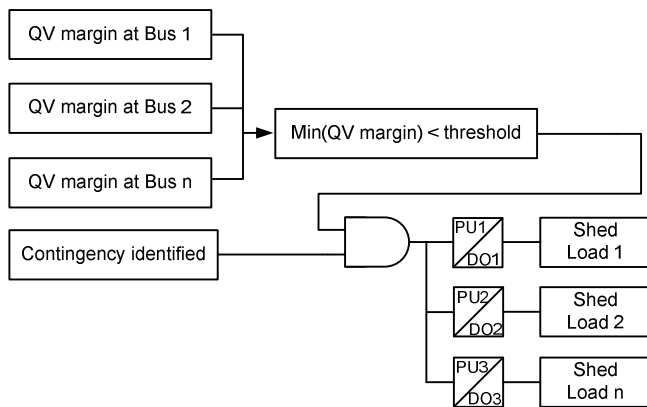 QV margin at Bus 1
QV margin at Bus 2
QV margin at Bus n
Min(QV margin) < threshold
Contingency identified
PU1
DO1
Shed
Load 1
PU2
DO2
Shed
Load 2
PU3
DO3
Shed
Load n